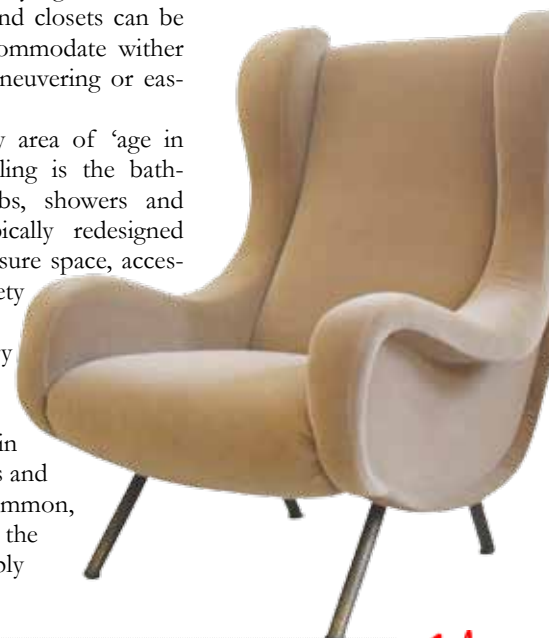 nd closets can be
ommodate wither
neuvering or eas-
area of ‘age in
ling is the bath-
bs, showers and
ically redesigned
sure space, acces-
ety
in
s and
mmon,
the
bly